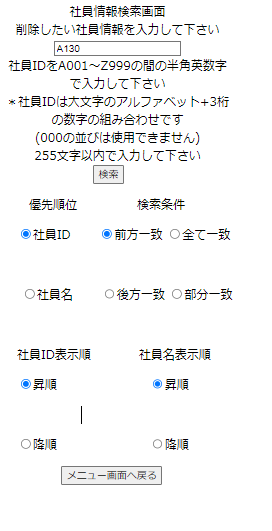 社員情報検索画面
削除したい社員情報を入力して下さい
A130
社員IDをA001～Z999の間の半角英数字
で入力して下さい
＊社員IDは大文字のアルファベット+3桁
の数字の組み合わせです
(000の並びは使用できません)
255文字以内で入力して下さい
検索
優先順位 検索条件
社員ID 前方一致 全て一致
社員名 後方一致 部分一致
社員ID表示順 社員名表示順
昇順 昇順
降順 降順
メニュー画面へ戻る